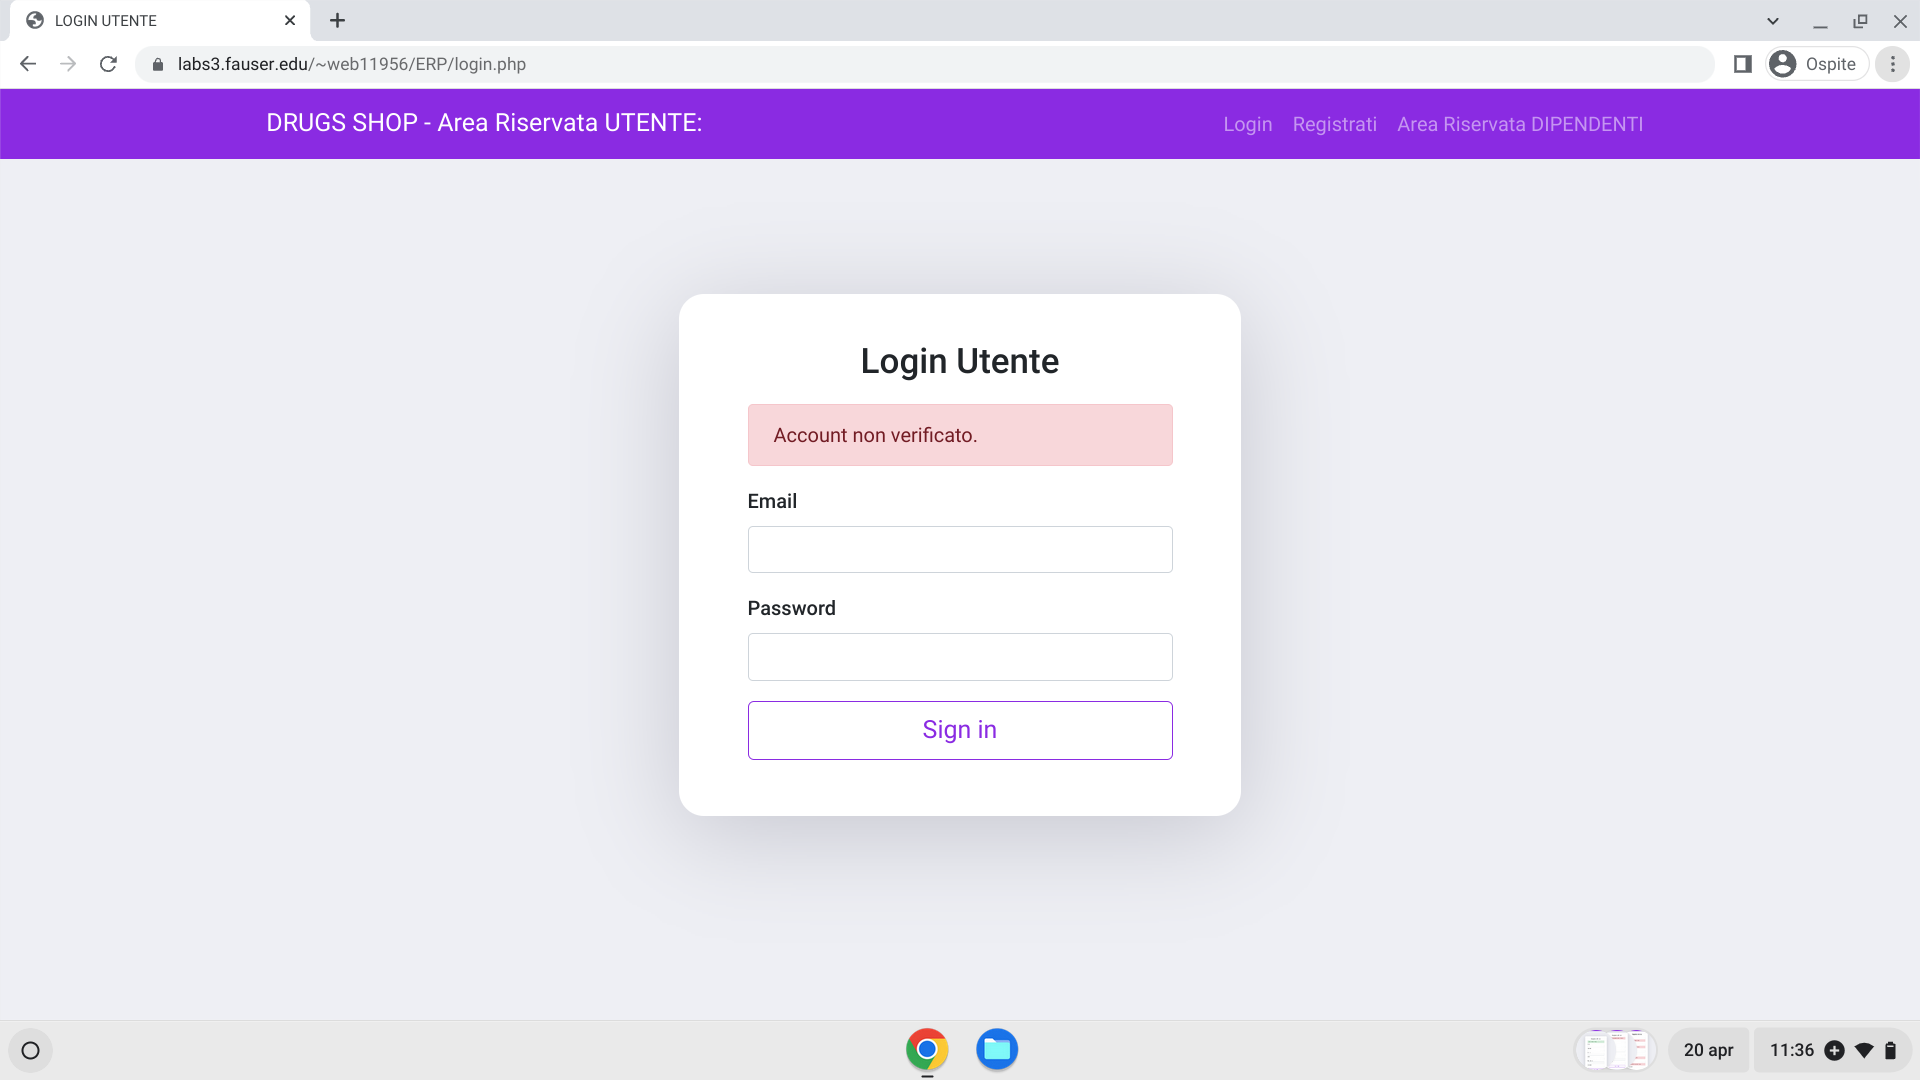 LOGIN UTENTE
labs3.fauser.edu/~web11956/ERP/login.php
Ospite
DRUGS SHOP - Area Riservata UTENTE:
Login Registrati Area Riservata DIPENDENTI
Login Utente
Account non verificato.
Email
Password
Sign in
20 apr
11:36